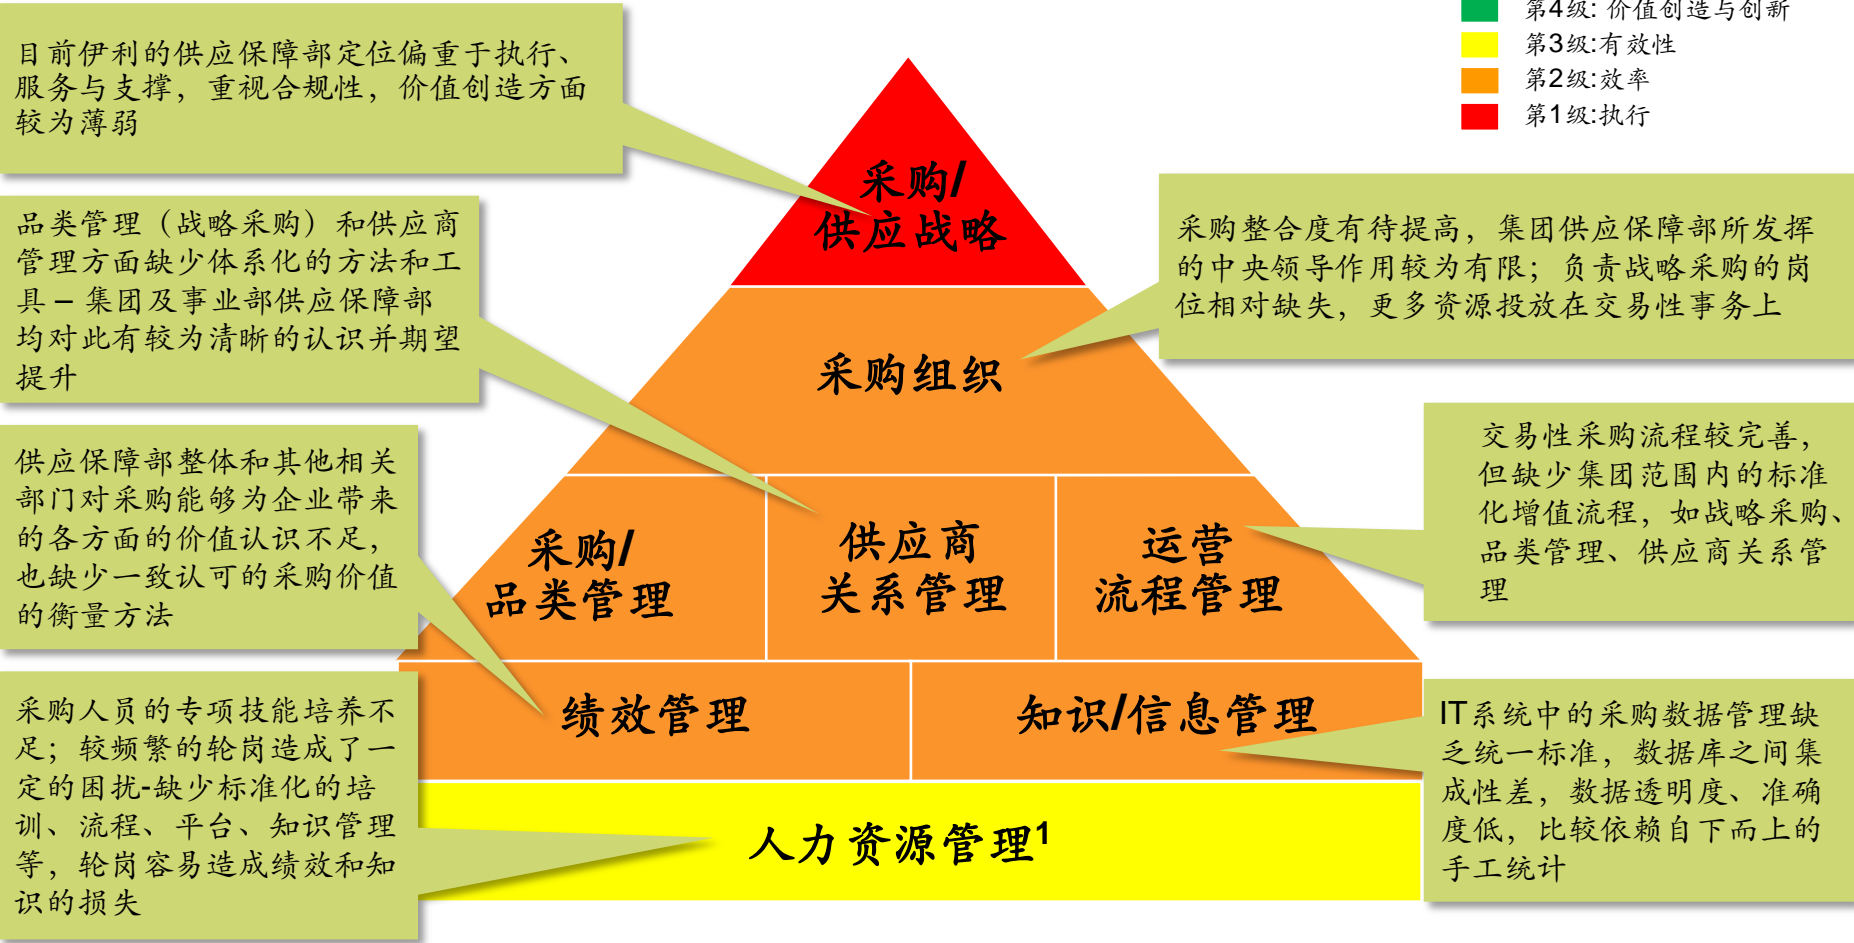 第4级: 价值创造与创新
第3级:有效性
第2级:效率
第1级:执行
目前伊利的供应保障部定位偏重于执行、
服务与支撑，重视合规性，价值创造方面
较为薄弱
采购/
供应战略
品类管理（战略采购）和供应商
管理方面缺少体系化的方法和工
具 – 集团及事业部供应保障部
均对此有较为清晰的认识并期望
提升
采购整合度有待提高，集团供应保障部所发挥
的中央领导作用较为有限；负责战略采购的岗
位相对缺失，更多资源投放在交易性事务上
采购组织
供应保障部整体和其他相关
部门对采购能够为企业带来
的各方面的价值认识不足，
也缺少一致认可的采购价值
的衡量方法
采购/
品类管理
供应商
关系管理
运营
流程管理
交易性采购流程较完善，
但缺少集团范围内的标准
化增值流程，如战略采购、
品类管理、供应商关系管
理
绩效管理
知识/信息管理
采购人员的专项技能培养不
足；较频繁的轮岗造成了一
定的困扰-缺少标准化的培
训、流程、平台、知识管理
等，轮岗容易造成绩效和知
识的损失
人力资源管理1
IT系统中的采购数据管理缺
乏统一标准，数据库之间集
成性差，数据透明度、准确
度低，比较依赖自下而上的
手工统计